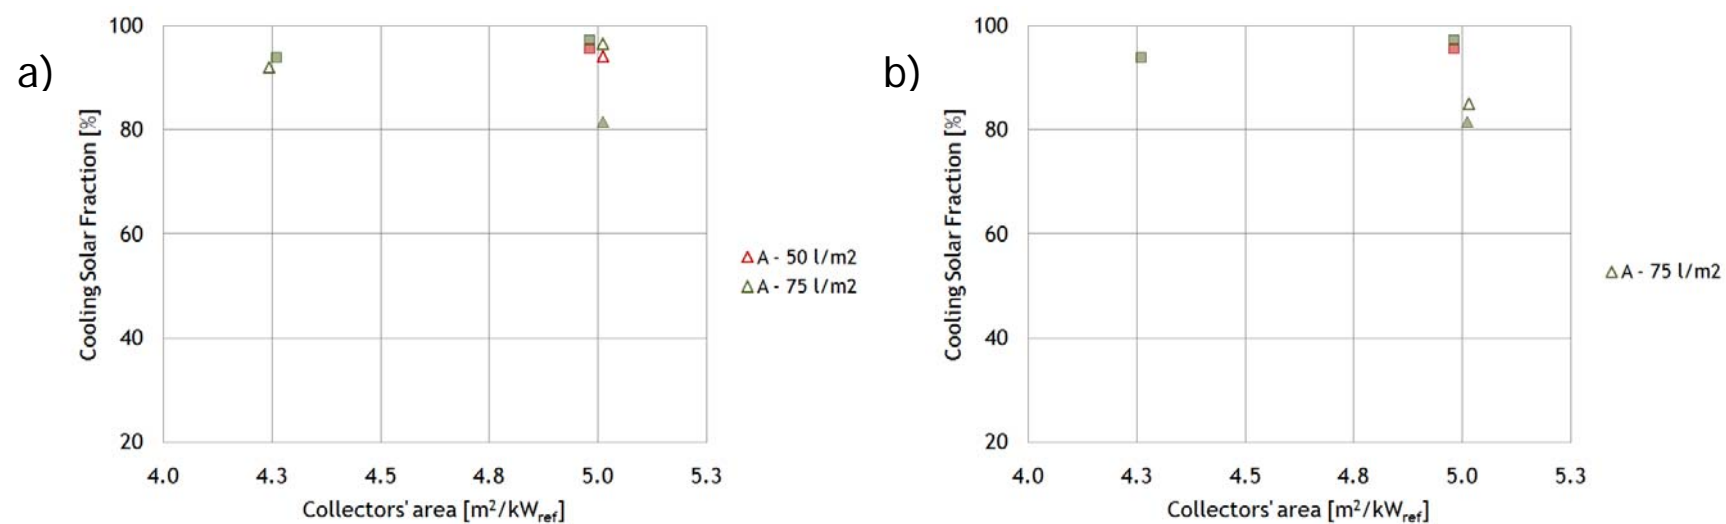 a)
100
80
60
40
20
Cooling Solar Fraction [%]
4.0 4.3 4.5 4.8 5.0 5.3
Collectors' area [m²/kWref]
A - 50 l/m2
A - 75 l/m2
b)
100
80
60
40
20
Cooling Solar Fraction [%]
4.0 4.3 4.5 4.8 5.0 5.3
Collectors' area [m²/kWref]
A - 75 l/m2